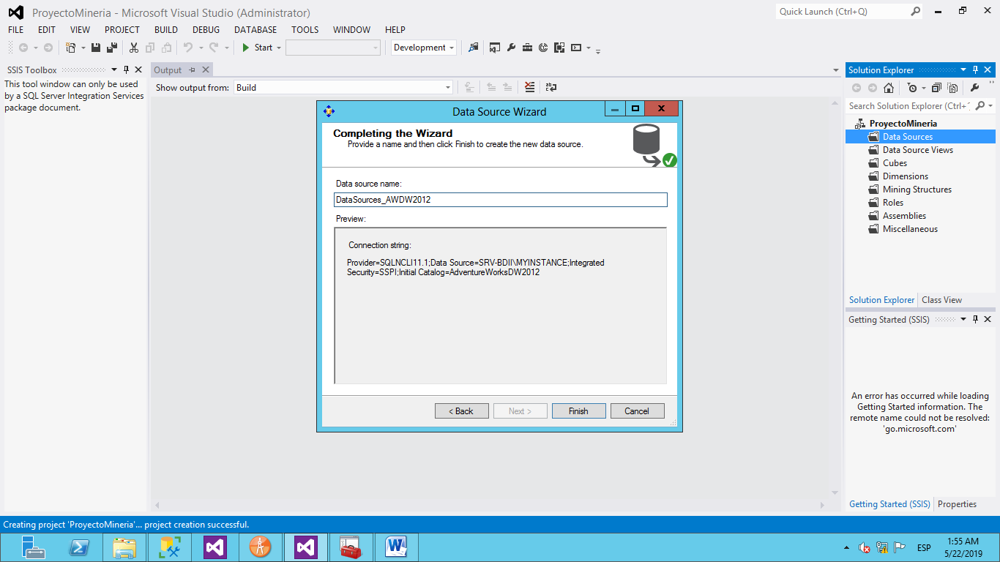 ProyectoMineria - Microsoft Visual Studio (Administrator)
Quick Launch (Ctrl+Q)
FILE EDIT VIEW PROJECT BUILD DEBUG DATABASE TOOLS WINDOW HELP
Start Development
SSIS Toolbox
This tool window can only be used
by a SQL Server Integration Services
package document.
Output
Show output from: Build
Data Source Wizard
Completing the Wizard
Provide a name and then click Finish to create the new data source.
Data source name:
DataSources_AWDW2012
Preview:
Connection string:
Provider=SQLNCLI11.1;Data Source=SRV-BDII\MYINSTANCE;Integrated
Security=SSPI;Initial Catalog=AdventureWorksDW2012
< Back Next > Finish Cancel
Solution Explorer
Search Solution Explorer (Ctrl+
ProyectoMineria
Data Sources
Data Source Views
Cubes
Dimensions
Mining Structures
Roles
Assemblies
Miscellaneous
Solution Explorer Class View
Getting Started (SSIS)
An error has occurred while loading
Getting Started information. The
remote name could not be resolved:
'go.microsoft.com'
Getting Started (SSIS) Properties
Creating project 'ProyectoMineria'... project creation successful.
ESP
1:55 AM
5/22/2019